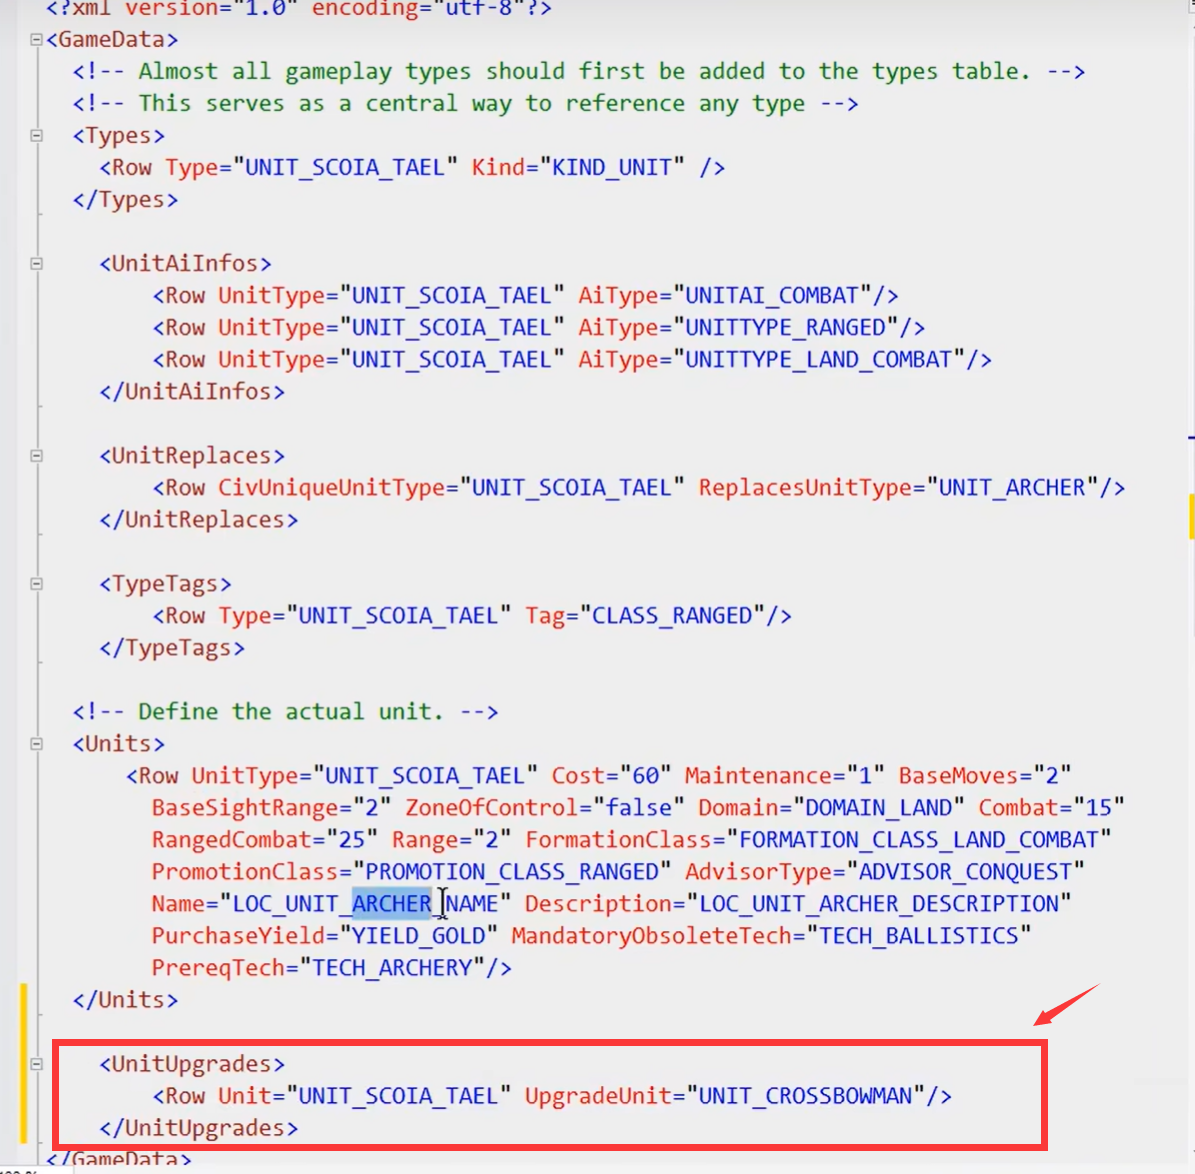 <?xml version="1.0" encoding="utf-8"?>
<GameData>
<!-- Almost all gameplay types should first be added to the types table. -->
<!-- This serves as a central way to reference any type -->
<Types>
<Row Type="UNIT_SCOIA_TAEL" Kind="KIND_UNIT" />
</Types>
<UnitAiInfos>
<Row UnitType="UNIT_SCOIA_TAEL" AiType="UNITAI_COMBAT"/>
<Row UnitType="UNIT_SCOIA_TAEL" AiType="UNITTYPE_RANGED"/>
<Row UnitType="UNIT_SCOIA_TAEL" AiType="UNITTYPE_LAND_COMBAT"/>
</UnitAiInfos>
<UnitReplaces>
<Row CivUniqueUnitType="UNIT_SCOIA_TAEL" ReplacesUnitType="UNIT_ARCHER"/>
</UnitReplaces>
<TypeTags>
<Row Type="UNIT_SCOIA_TAEL" Tag="CLASS_RANGED"/>
</TypeTags>
<!-- Define the actual unit. -->
<Units>
<Row UnitType="UNIT_SCOIA_TAEL" Cost="60" Maintenance="1" BaseMoves="2"
BaseSightRange="2" ZoneOfControl="false" Domain="DOMAIN_LAND" Combat="15"
RangedCombat="25" Range="2" FormationClass="FORMATION_CLASS_LAND_COMBAT"
PromotionClass="PROMOTION_CLASS_RANGED" AdvisorType="ADVISOR_CONQUEST"
Name="LOC_UNIT_ARCHER_NAME" Description="LOC_UNIT_ARCHER_DESCRIPTION"
PurchaseYield="YIELD_GOLD" MandatoryObsoleteTech="TECH_BALLISTICS"
PrereqTech="TECH_ARCHERY"/>
</Units>
<UnitUpgrades>
<Row Unit="UNIT_SCOIA_TAEL" UpgradeUnit="UNIT_CROSSBOWMAN"/>
</UnitUpgrades>
</GameData>